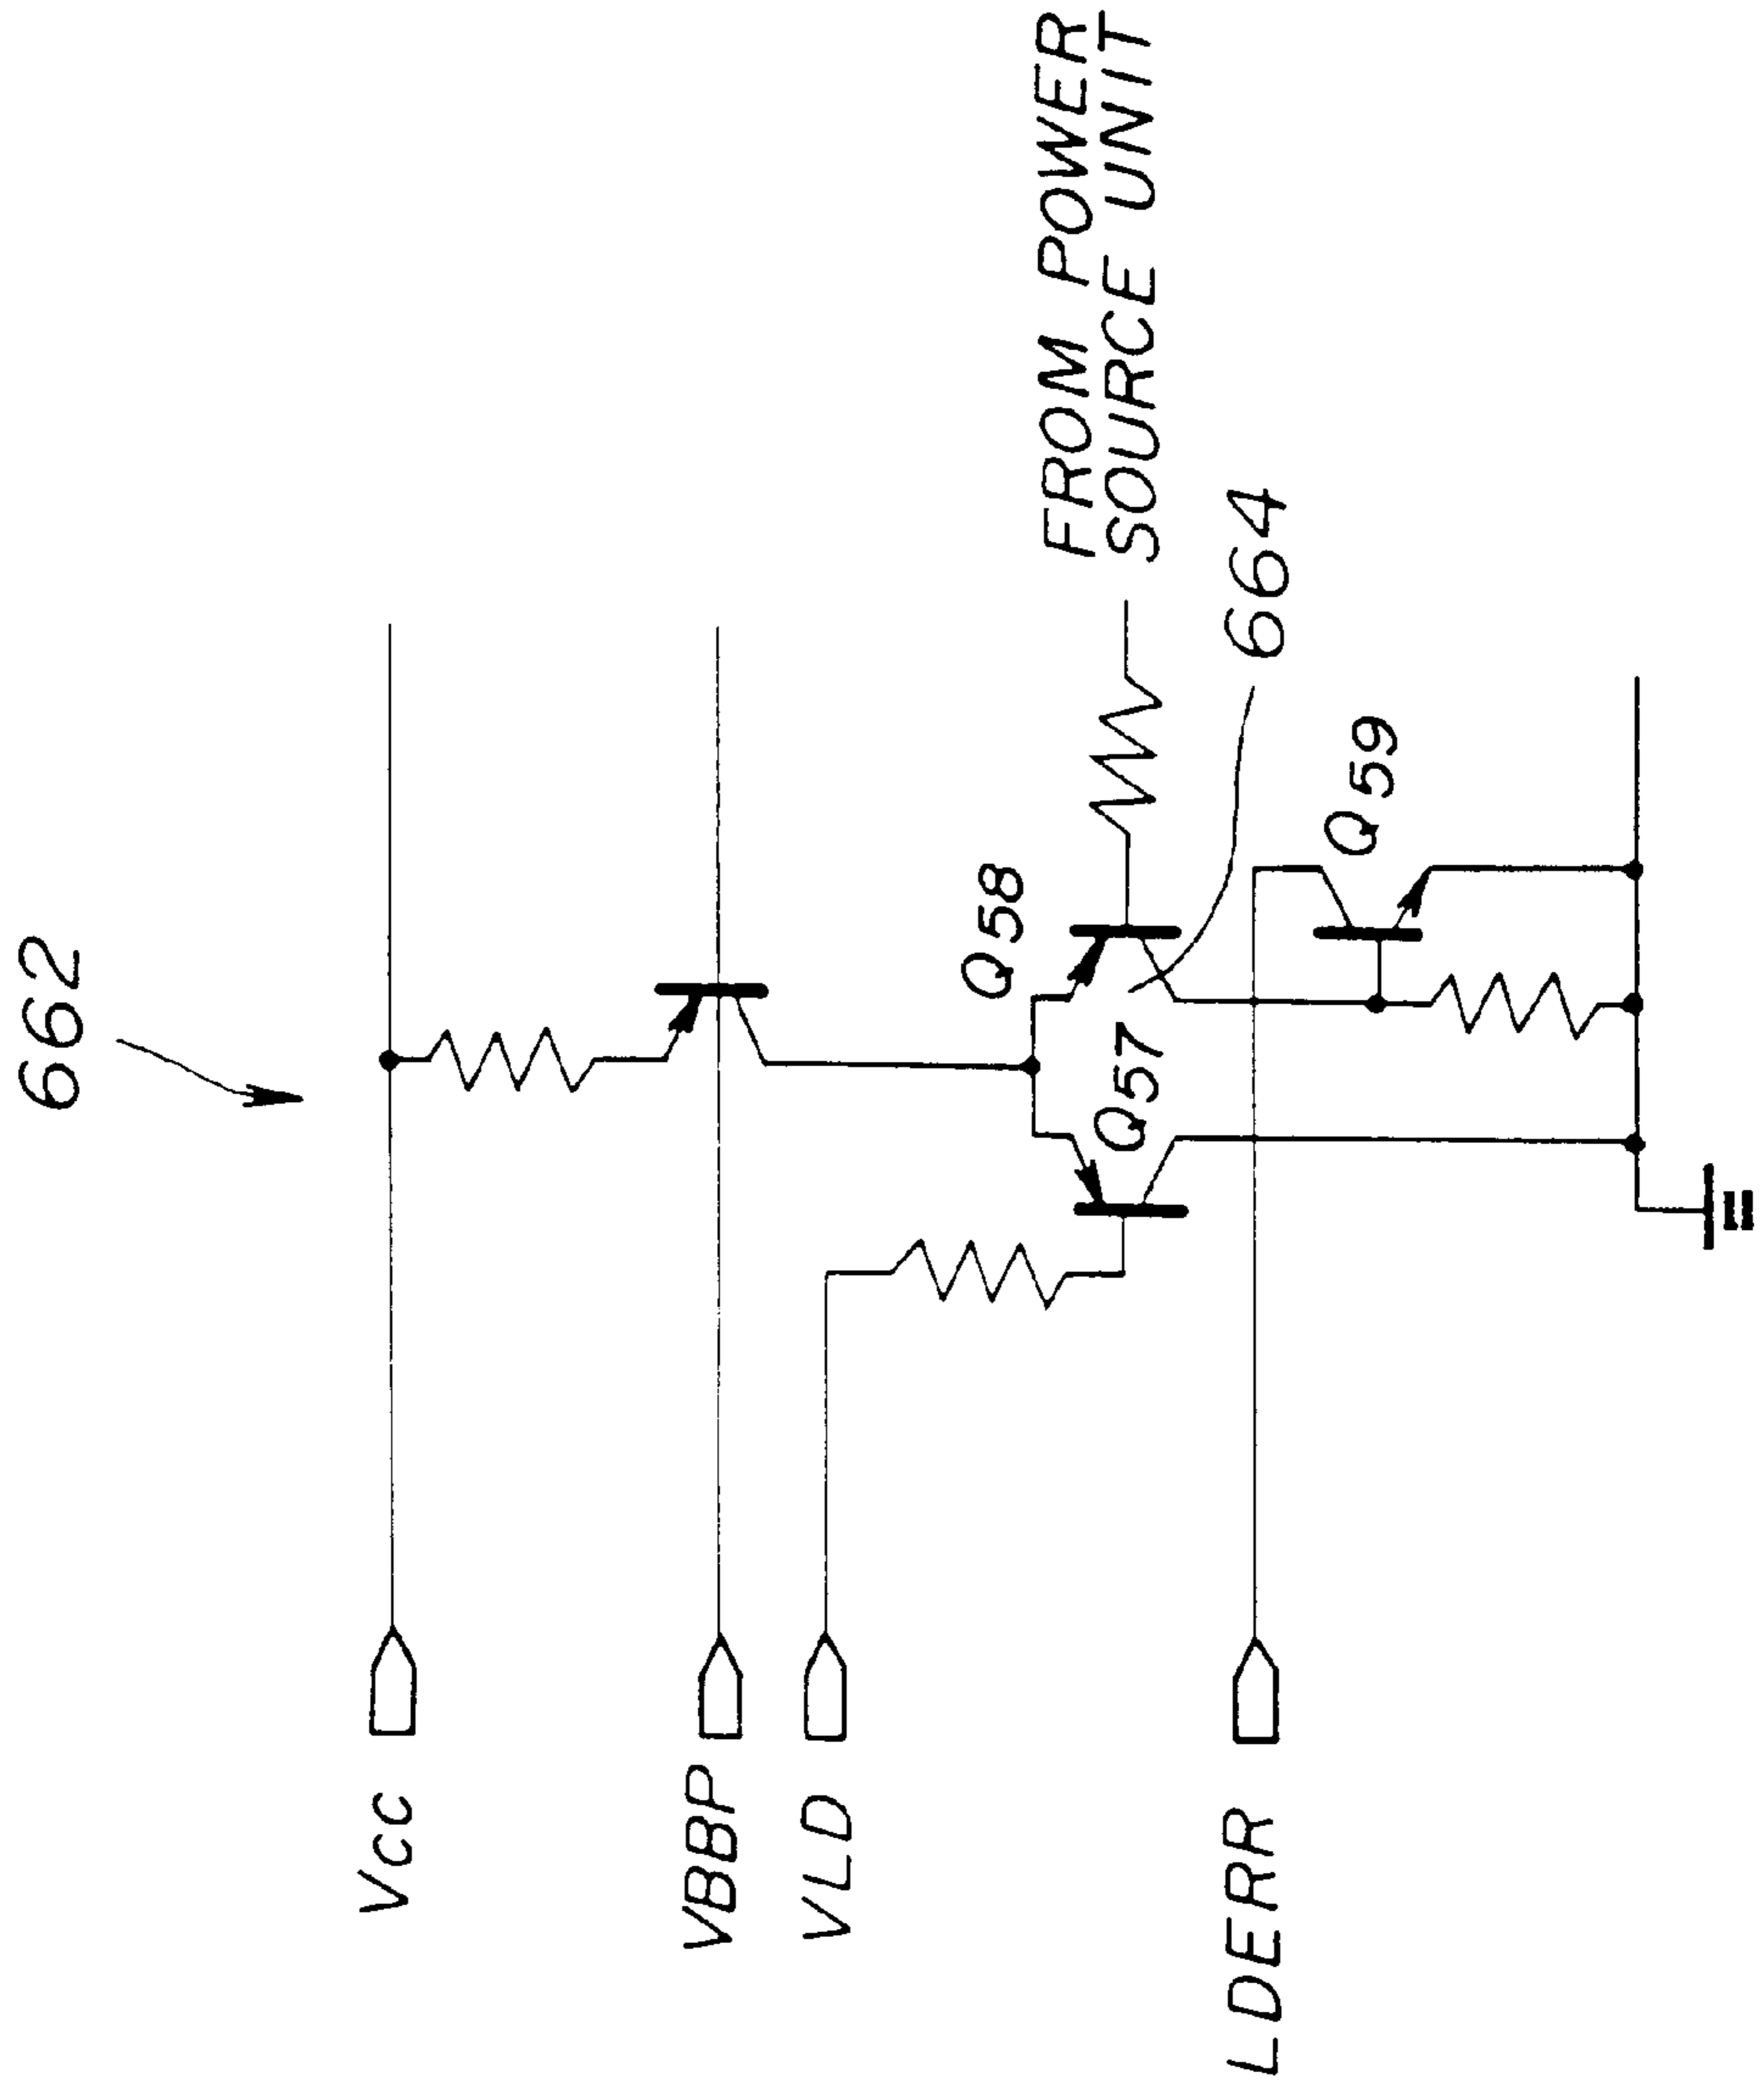 662
Vcc
VBBP
VLD
Q58
FROM POWER
SOURCE UNIT
Q57
664
LDERR
Q59